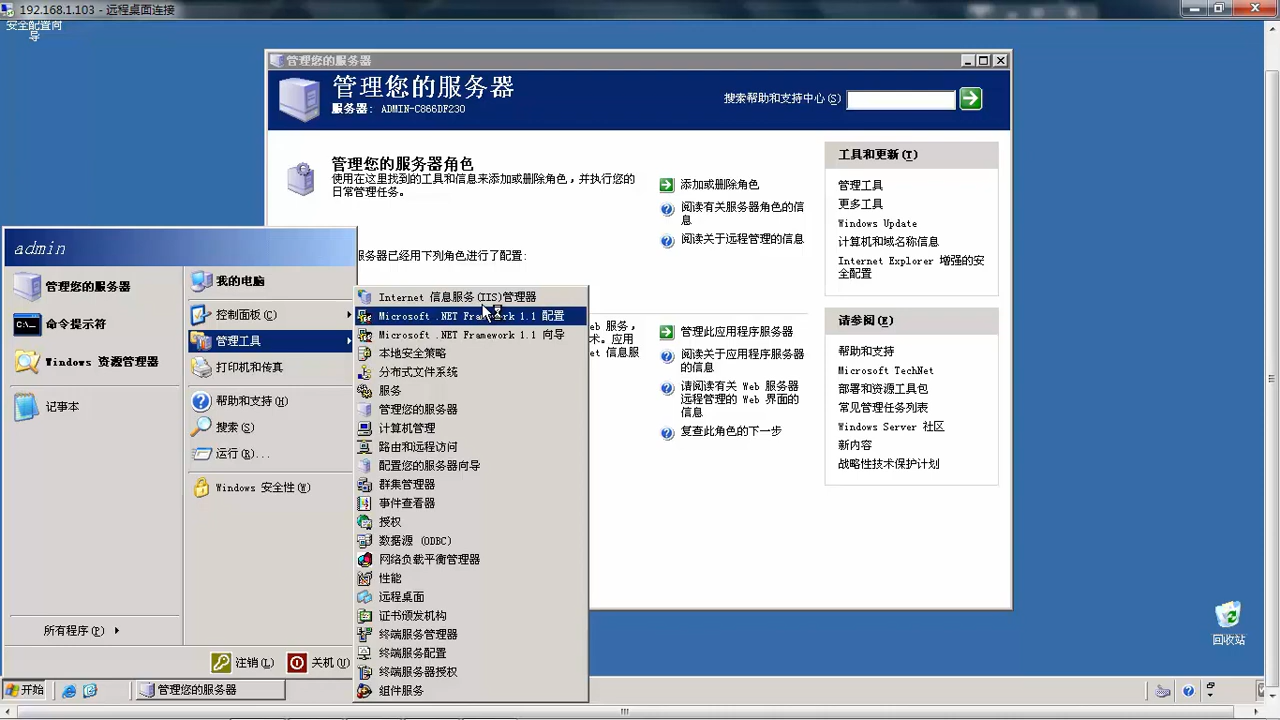 192.168.1.103 - 远程桌面连接
安全配置向
导
管理您的服务器
管理您的服务器
服务器: ADMIN-C866DF230
搜索帮助和支持中心(S)
管理您的服务器角色
使用在这里找到的工具和信息来添加或删除角色,并执行您的
日常管理任务。
添加或删除角色
阅读有关服务器角色的信
息
阅读关于远程管理的信息
服务器已经用下列角色进行了配置:
管理此应用程序服务器
阅读关于应用程序服务器
的信息
请阅读有关 Web 服务器
远程管理的 Web 界面的
信息
复查此角色的下一步
工具和更新(T)
管理工具
更多工具
Windows Update
计算机和域名称信息
Internet Explorer 增强的安
全配置
请参阅(E)
帮助和支持
Microsoft TechNet
部署和资源工具包
常见管理任务列表
Windows Server 社区
新内容
战略性技术保护计划
admin
管理您的服务器
命令提示符
Windows 资源管理器
记事本
所有程序(P)
我的电脑
控制面板(C)
管理工具
打印机和传真
帮助和支持(H)
搜索(S)
运行(R)...
Windows 安全性(W)
注销(L)
关机(U)
Internet 信息服务(IIS)管理器
Microsoft .NET Framework 1.1 配置
Microsoft .NET Framework 1.1 向导
本地安全策略
分布式文件系统
服务
管理您的服务器
计算机管理
路由和远程访问
配置您的服务器向导
群集管理器
事件查看器
授权
数据源 (ODBC)
网络负载平衡管理器
性能
远程桌面
证书颁发机构
终端服务管理器
终端服务配置
终端服务器授权
组件服务
eb 服务,
术。应用
et 信息服
回收站
开始
管理您的服务器